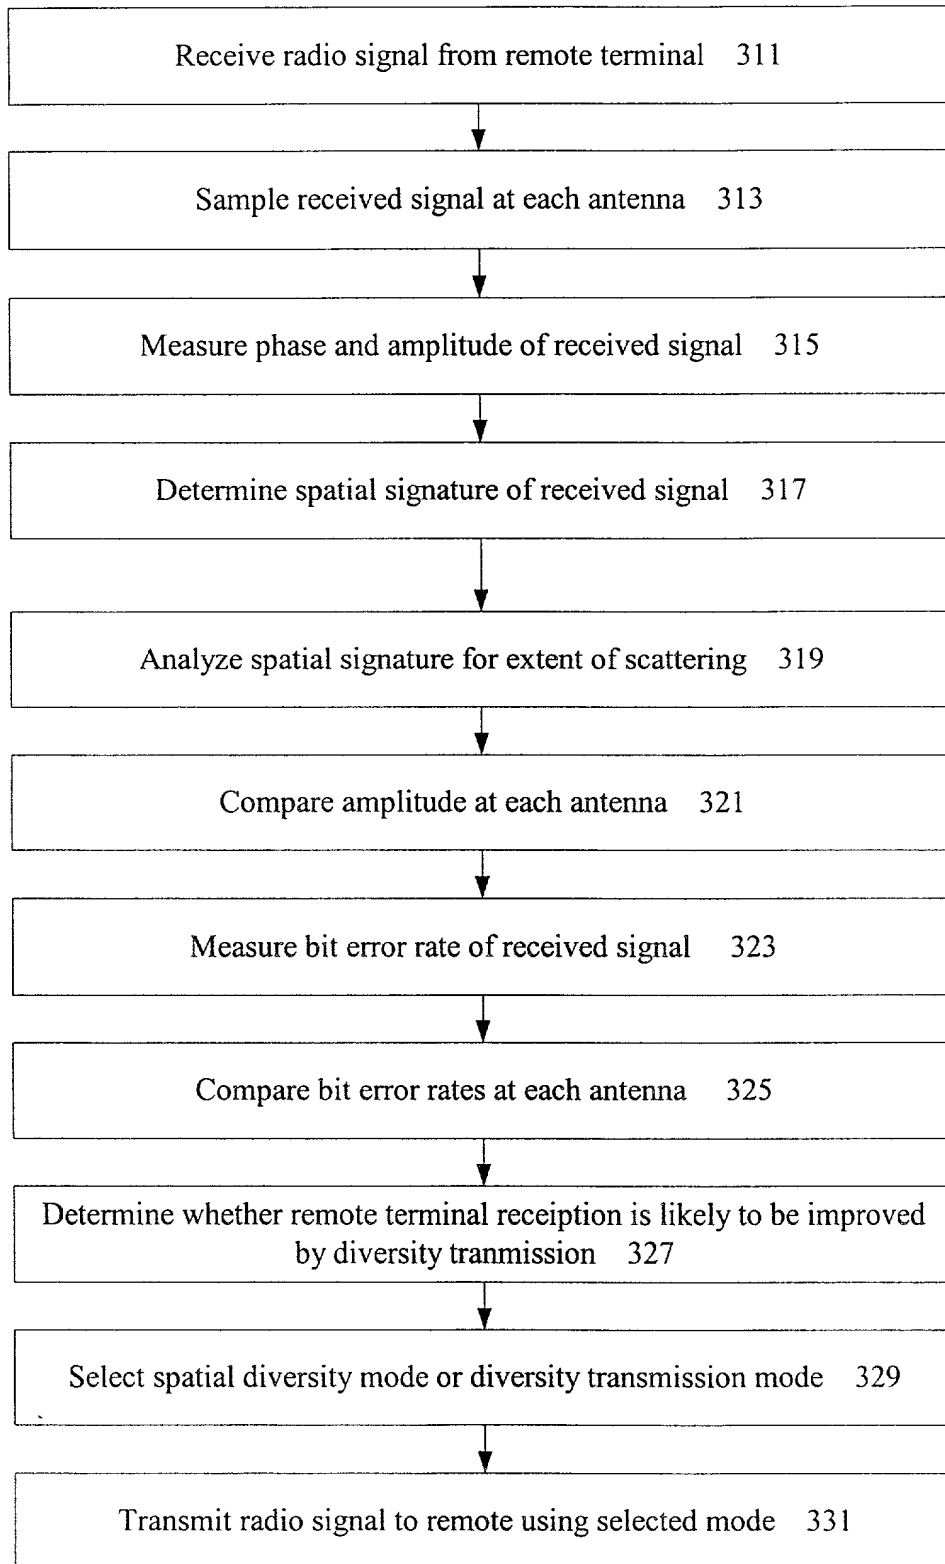 Receive radio signal from remote terminal 311
Sample received signal at each antenna 313
Measure phase and amplitude of received signal 315
Determine spatial signature of received signal 317
Analyze spatial signature for extent of scattering 319
Compare amplitude at each antenna 321
Measure bit error rate of received signal 323
Compare bit error rates at each antenna 325
Determine whether remote terminal receiption is likely to be improved
by diversity tranmission 327
Select spatial diversity mode or diversity transmission mode 329
Transmit radio signal to remote using selected mode 331